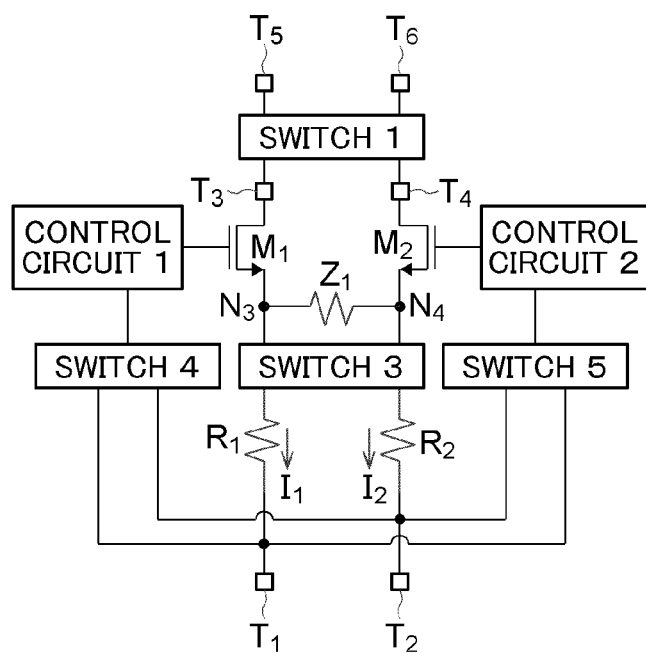 T5 T6
SWITCH 1
T3 T4
CONTROL CIRCUIT 1
M1 M2
CONTROL CIRCUIT 2
Z1
N3 N4
SWITCH 4
SWITCH 3
SWITCH 5
R1 R2
I1 I2
T1 T2